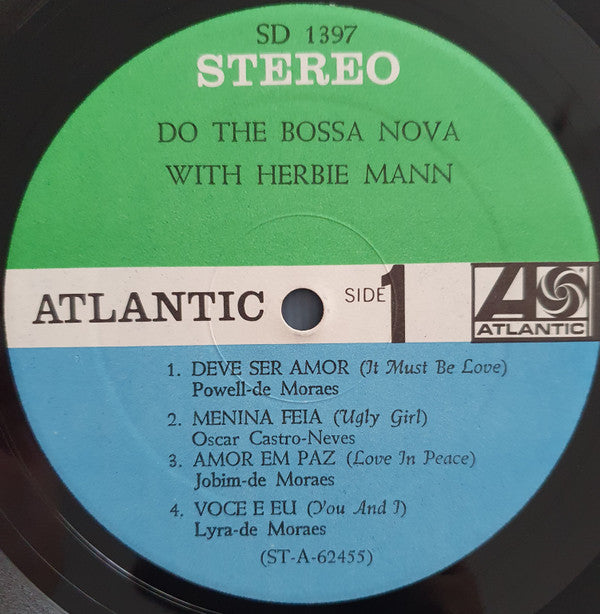 SD 1397
STEREO
DO THE BOSSA NOVA
WITH HERBIE MANN
ATLANTIC
SIDE 1
A
ATLANTIC
1. DEVE SER AMOR (It Must Be Love)
Powell-de Moraes
2. MENINA FEIA (Ugly Girl)
Oscar Castro-Neves
3. AMOR EM PAZ (Love In Peace)
Jobim-de Moraes
4. VOCE E EU (You And I)
Lyra-de Moraes
(ST-A-62455)